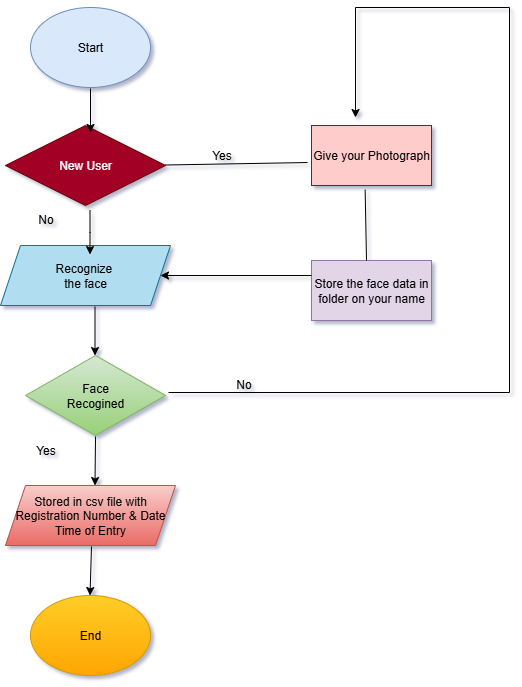 Start
New User
Yes
Give your Photograph
No
Recognize
the face
Store the face data in
folder on your name
Face
Recogined
No
Yes
Stored in csv file with
Registration Number & Date
Time of Entry
End